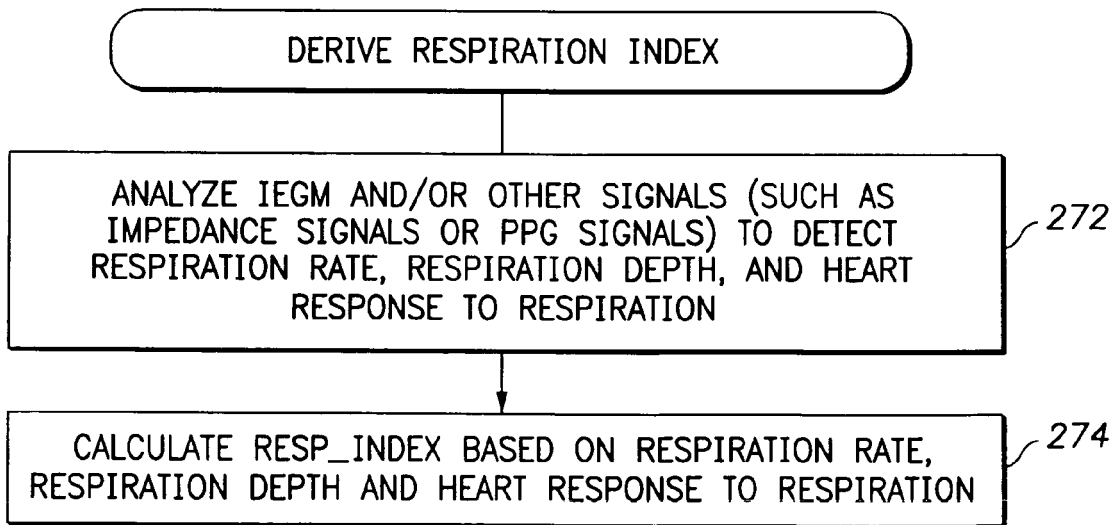 DERIVE RESPIRATION INDEX
ANALYZE IEGM AND/OR OTHER SIGNALS (SUCH AS
IMPEDANCE SIGNALS OR PPG SIGNALS) TO DETECT
RESPIRATION RATE, RESPIRATION DEPTH, AND HEART
RESPONSE TO RESPIRATION
272
CALCULATE RESP_INDEX BASED ON RESPIRATION RATE,
RESPIRATION DEPTH AND HEART RESPONSE TO RESPIRATION
274